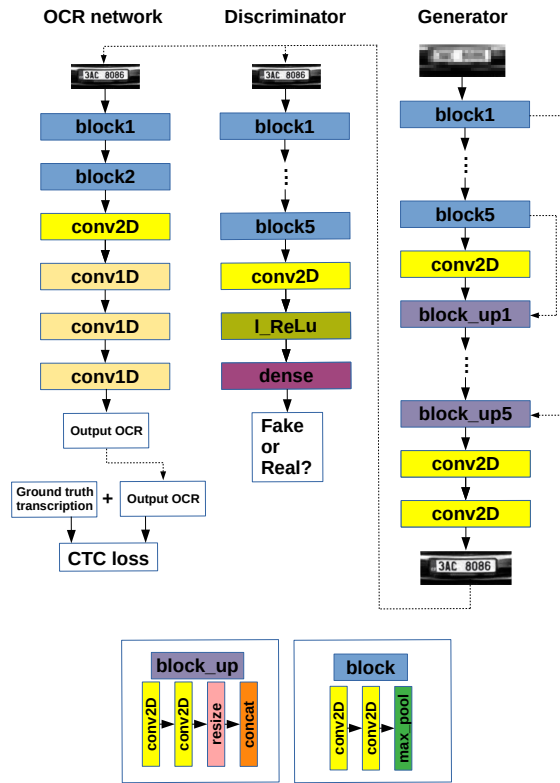 OCR network
3AC 8086
block1
block2
conv2D
conv1D
conv1D
conv1D
Output OCR
Ground truth
transcription
+
Output OCR
CTC loss
Discriminator
3AC 8086
block1
block5
conv2D
l_ReLu
dense
Fake
or
Real?
Generator
block1
block5
conv2D
block_up1
block_up5
conv2D
conv2D
3AC 8086
block_up
conv2D
conv2D
resize
concat
block
conv2D
conv2D
max_pool